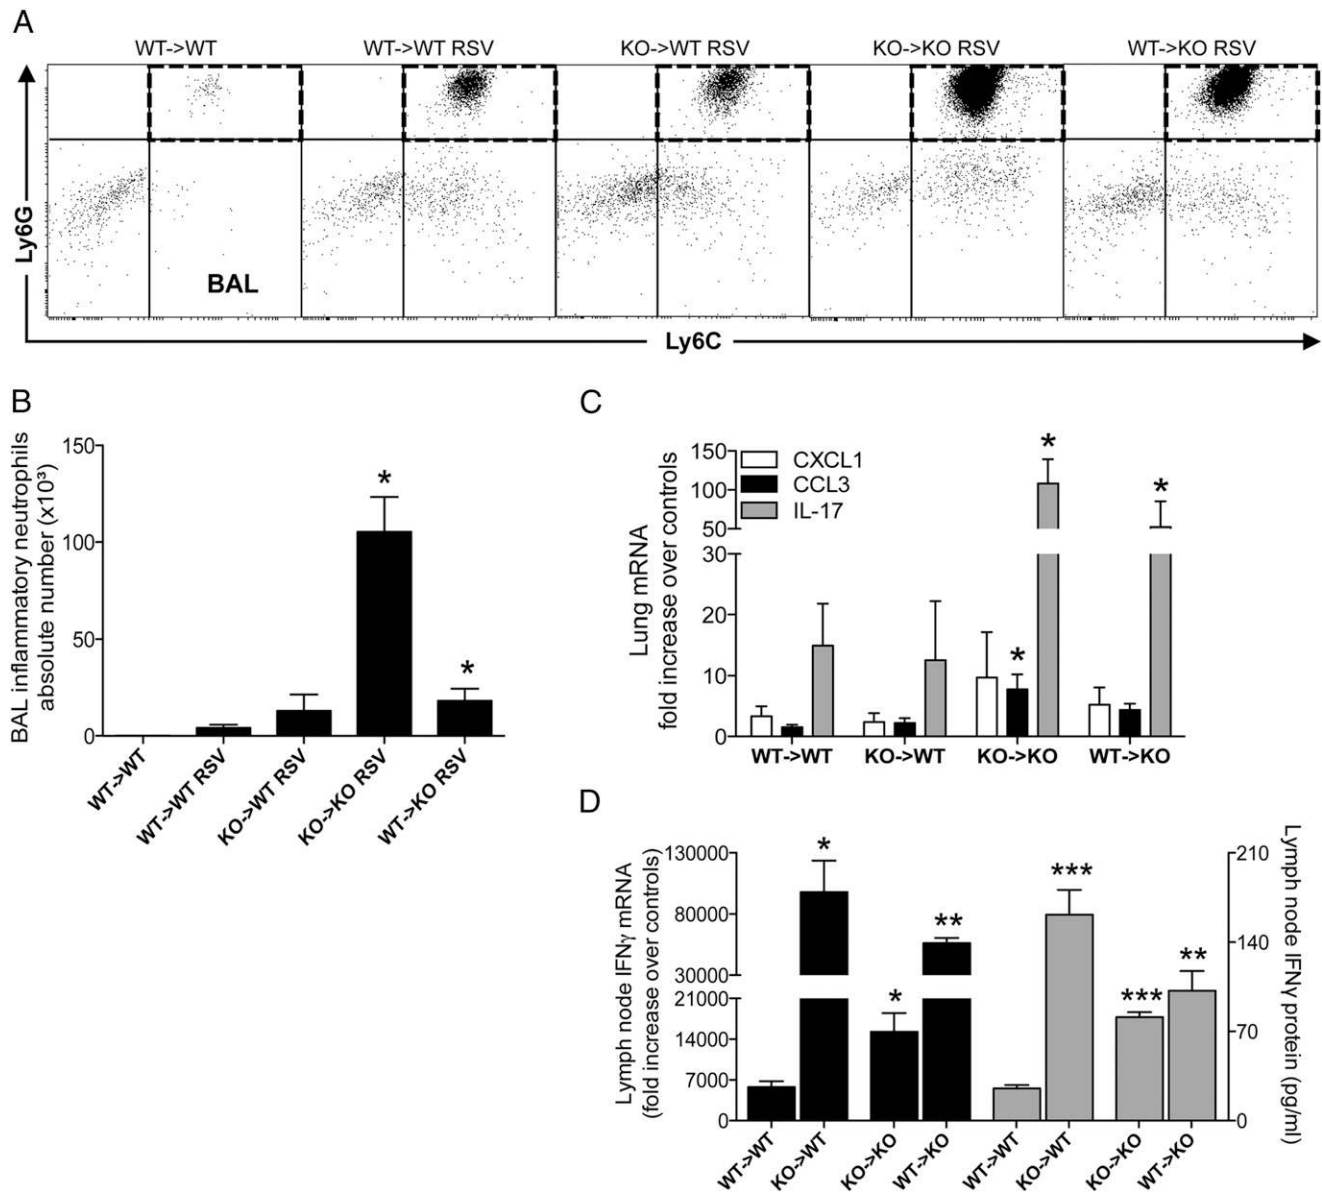 A
WT->WT
WT->WT RSV
KO->WT RSV
KO->KO RSV
WT->KO RSV
Ly6G
BAL
Ly6C
B
BAL inflammatory neutrophils
absolute number (x10³)
150
100
50
0
WT->WT
WT->WT RSV
KO->WT RSV
KO->KO RSV
WT->KO RSV
*
*
C
Lung mRNA
fold increase over controls
150
100
50
30
20
10
0
CXCL1
CCL3
IL-17
*
*
*
WT->WT
KO->WT
KO->KO
WT->KO
D
Lymph node IFNγ mRNA
(fold increase over controls)
130000
80000
30000
21000
14000
7000
0
*
*
**
***
***
**
210
140
70
0
Lymph node IFNγ protein (pg/ml)
WT->WT
KO->WT
KO->KO
WT->KO
WT->WT
KO->WT
KO->KO
WT->KO